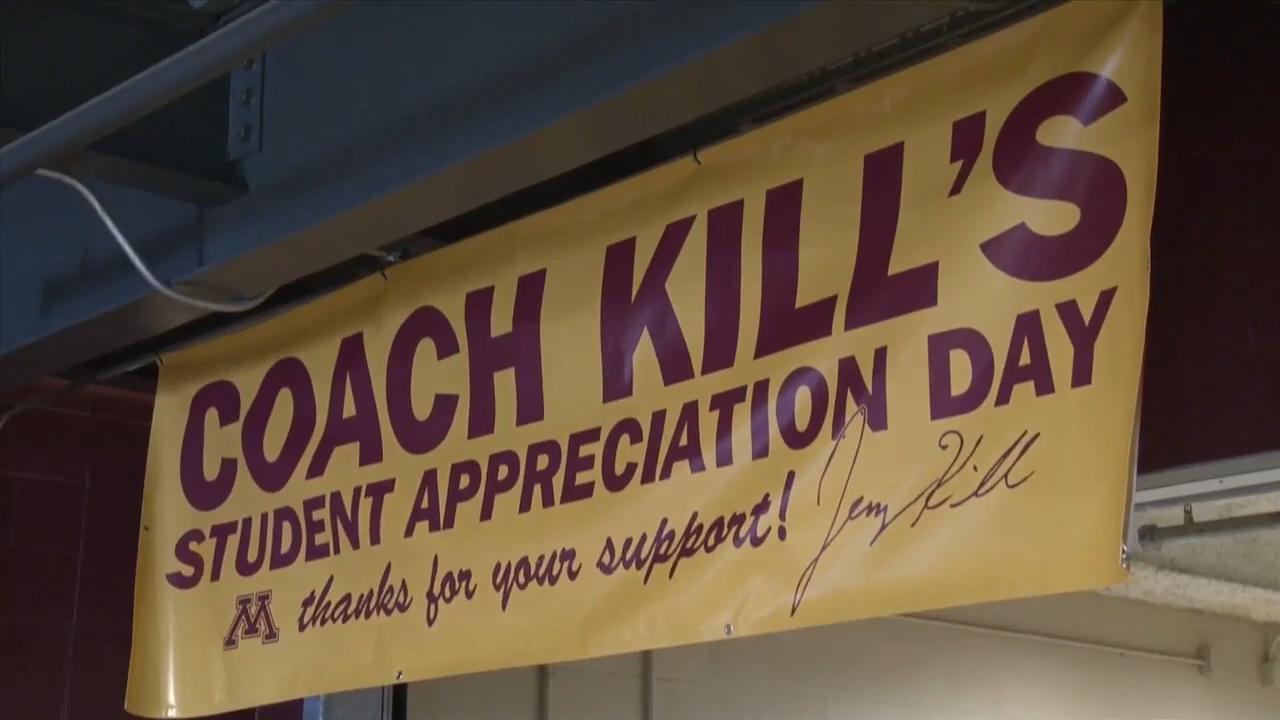 COACH KILL'S
STUDENT APPRECIATION DAY
M thanks for your support! Jerry Kill